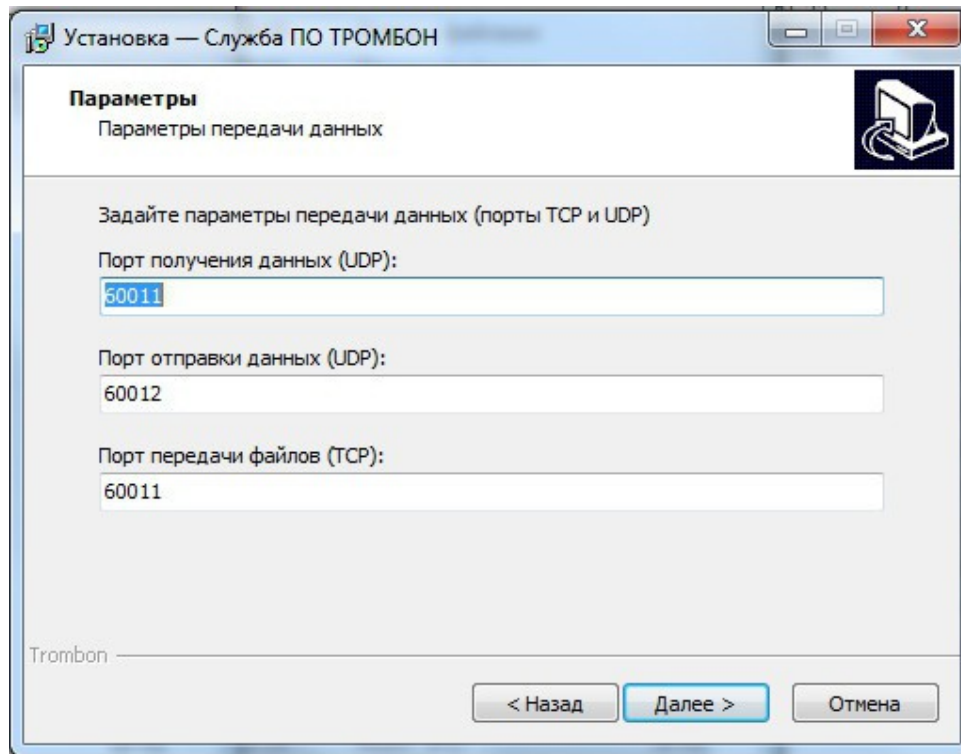 Установка — Служба ПО ТРОМБОН
Параметры
Параметры передачи данных
Задайте параметры передачи данных (порты TCP и UDP)
Порт получения данных (UDP):
60011
Порт отправки данных (UDP):
60012
Порт передачи файлов (TCP):
60011
Trombon
< Назад
Далее >
Отмена